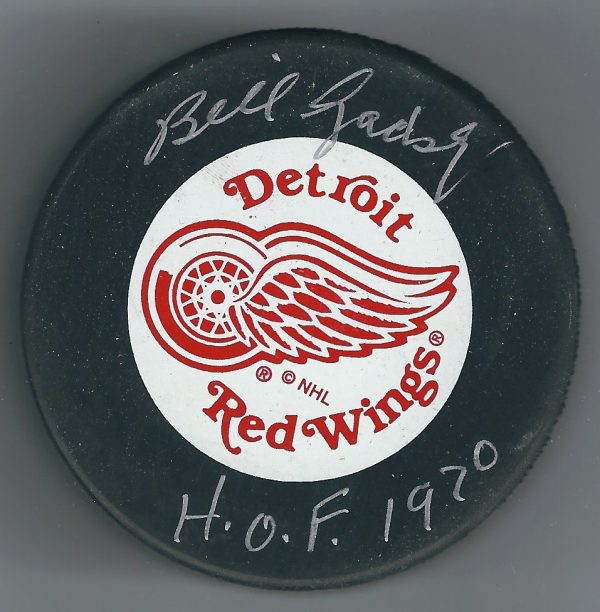 Bill Gadsby
Detroit
® © NHL
Red Wings®
H.O.F. 1970